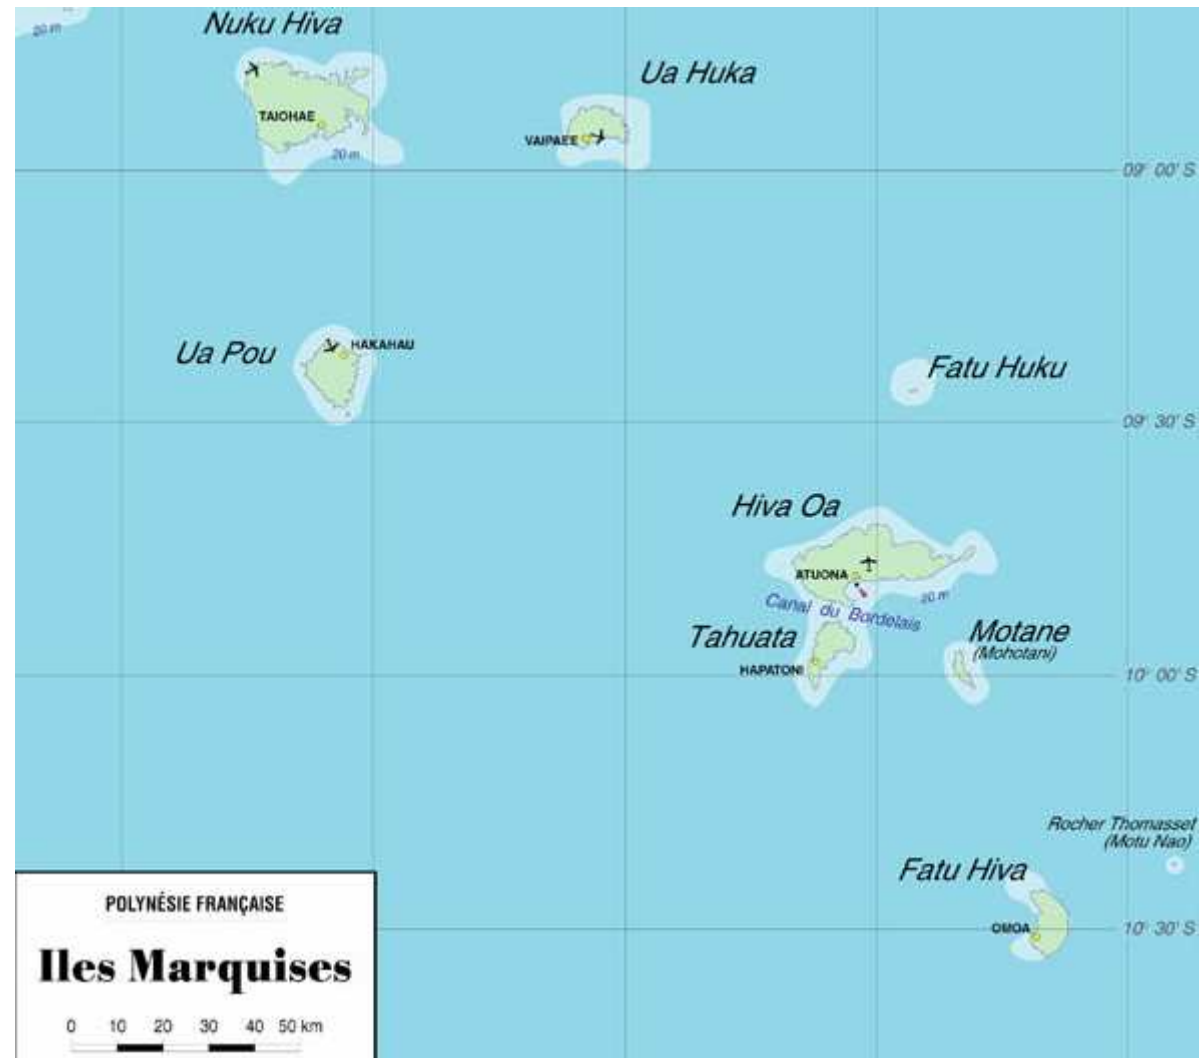 Nuku Hiva
20 m
Ua Huka
TAIOHAE
VAIPAEE
20 m
09° 00' S
Ua Pou
HAKAHAU
Fatu Huku
09° 30' S
Hiva Oa
ATUONA
20 m
Canal du Bordelais
Tahuata
Motane
(Mohotani)
HAPATONI
10° 00' S
Rocher Thomasset
(Motu Nao)
Fatu Hiva
OMOA
10° 30' S
POLYNÉSIE FRANÇAISE
Iles Marquises
0 10 20 30 40 50 km